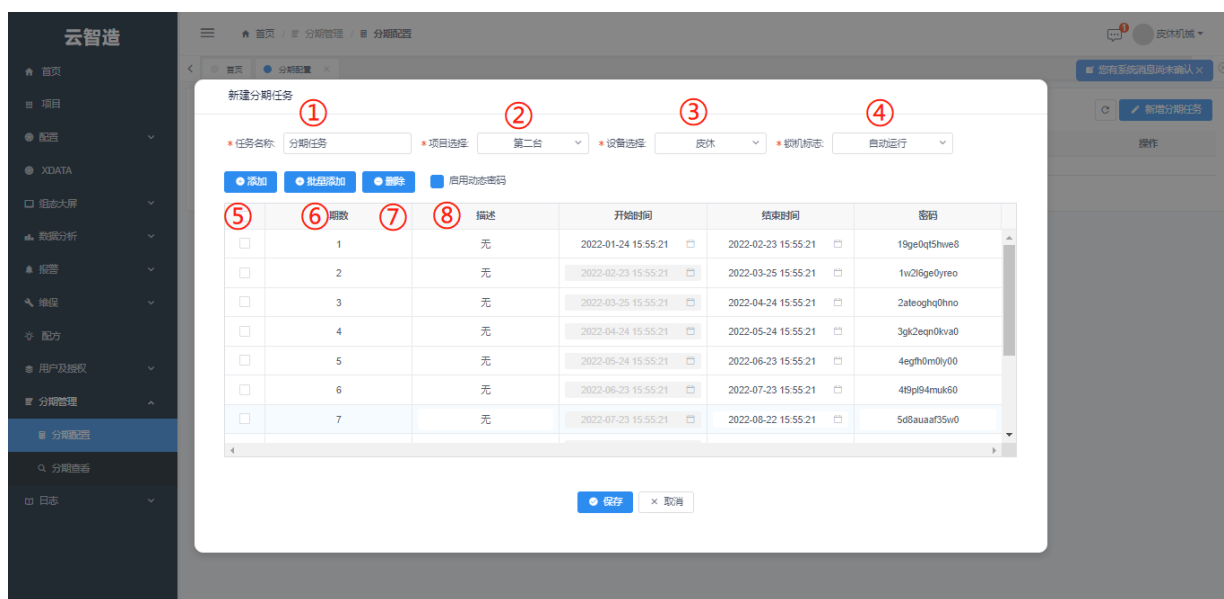 云智造
首页 / 分期管理 / 分期配置
1
皮休机械
首页
首页
分期配置 ×
您有系统消息尚未确认 ×
项目
配置
XDATA
组态大屏
数据分析
报警
维保
配方
用户及授权
分期管理
分期配置
分期查看
日志
新增分期任务
操作
新建分期任务
① ② ③ ④
* 任务名称: 分期任务 * 项目选择: 第二台 * 设备选择: 皮休 * 锁机标志: 自动运行
添加 批量添加 删除 启用动态密码
⑤ ⑥ ⑦ ⑧
期数 描述 开始时间 结束时间 密码
1 无 2022-01-24 15:55:21 2022-02-23 15:55:21 19ge0qt5hwe8
2 无 2022-02-23 15:55:21 2022-03-25 15:55:21 1w2l6ge0yreo
3 无 2022-03-25 15:55:21 2022-04-24 15:55:21 2ateoghq0hno
4 无 2022-04-24 15:55:21 2022-05-24 15:55:21 3gk2eqn0kva0
5 无 2022-05-24 15:55:21 2022-06-23 15:55:21 4egfh0m0ly00
6 无 2022-06-23 15:55:21 2022-07-23 15:55:21 4t9pl94muk60
7 无 2022-07-23 15:55:21 2022-08-22 15:55:21 5d8auaaf35w0
保存 × 取消